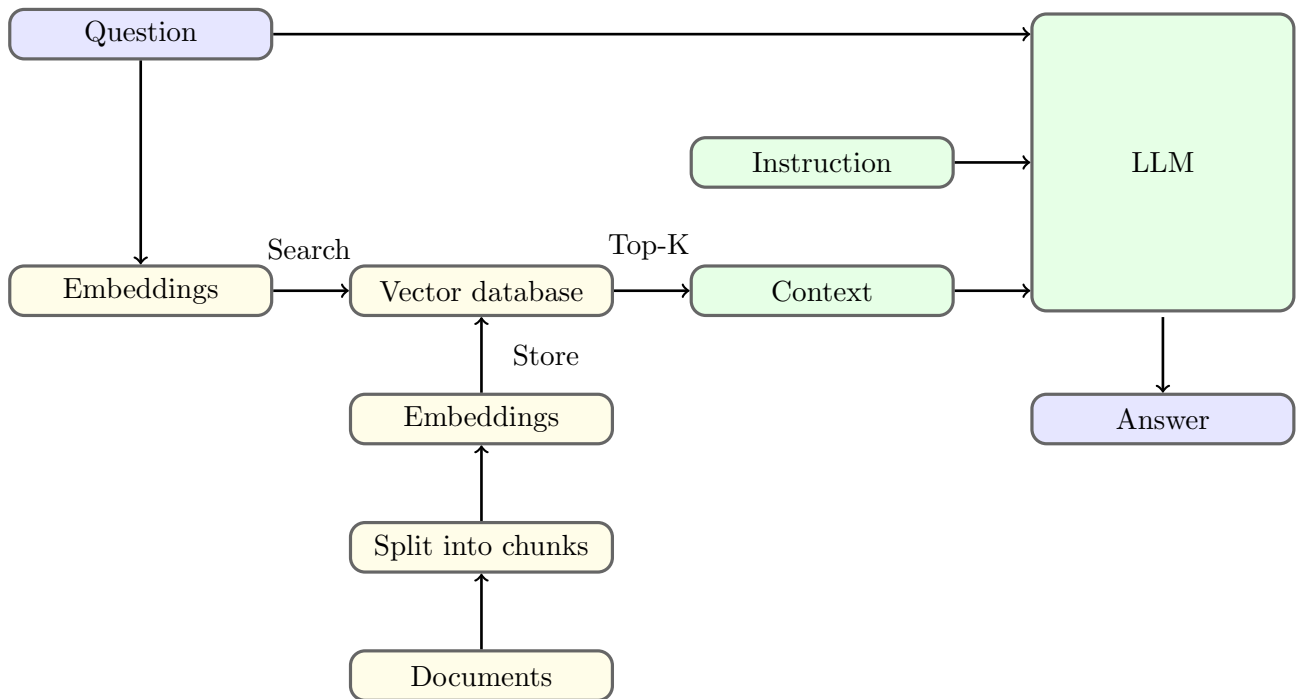 Question
LLM
Instruction
Search
Top-K
Embeddings
Vector database
Context
Store
Embeddings
Answer
Split into chunks
Documents